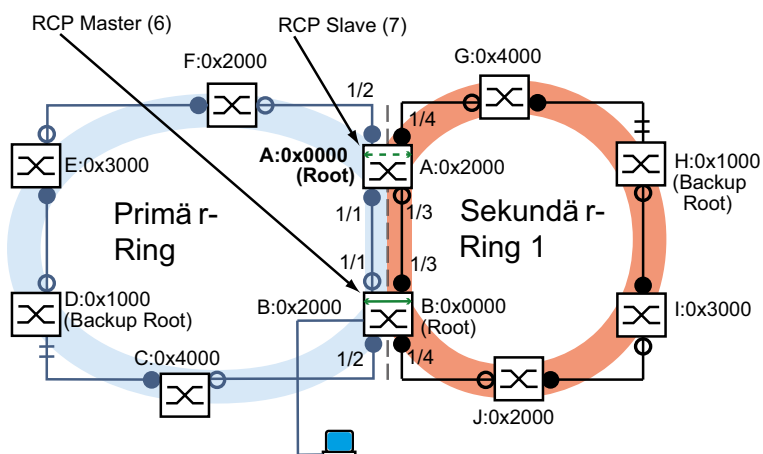 RCP Master (6)
RCP Slave (7)
F:0x2000
G:0x4000
1/2
1/4
E:0x3000
A:0x0000
(Root)
A:0x2000
H:0x1000
(Backup
Root)
Primä r-
Ring
1/1
1/3
Sekundä r-
Ring 1
1/1
1/3
D:0x1000
(Backup Root)
B:0x2000
B:0x0000
(Root)
I:0x3000
C:0x4000
1/2
1/4
J:0x2000